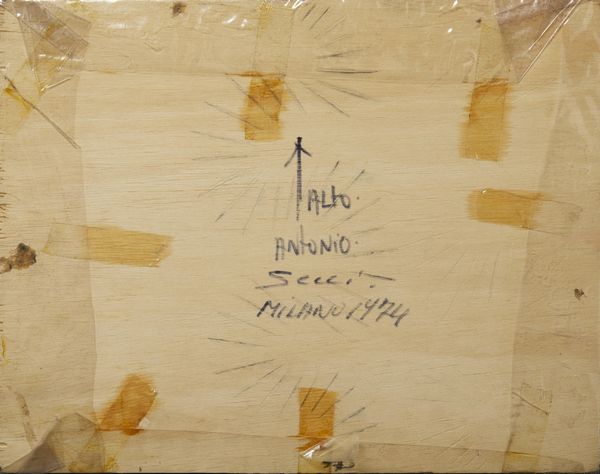 ALTO.
ANTONIO.
Secci.
MILANO 1974